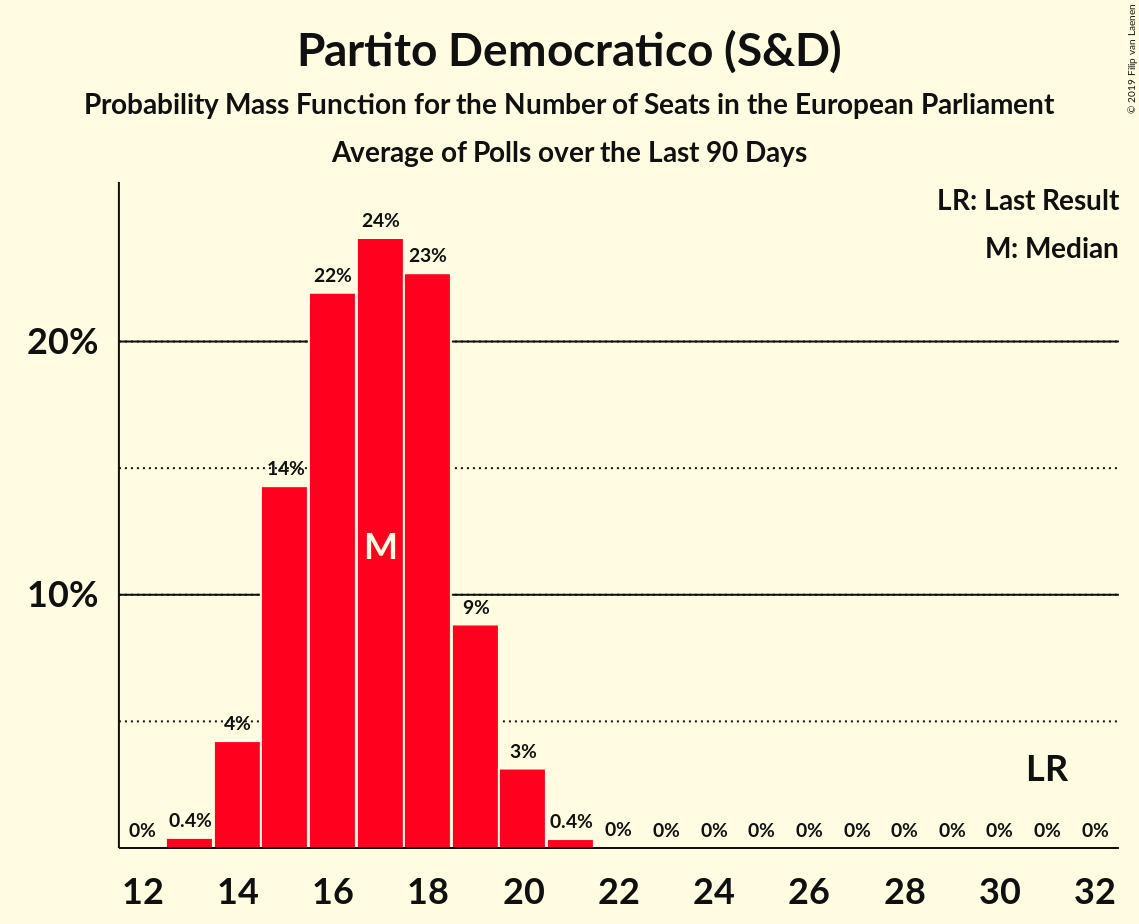 Partito Democratico (S&D)
Probability Mass Function for the Number of Seats in the European Parliament
Average of Polls over the Last 90 Days
© 2019 Filip van Laenen
LR: Last Result
M: Median
20%
10%
0%
0.4%
4%
14%
22%
24%
23%
9%
3%
0.4%
0%
0%
0%
0%
0%
0%
0%
0%
0%
0%
0%
M
LR
12 14 16 18 20 22 24 26 28 30 32